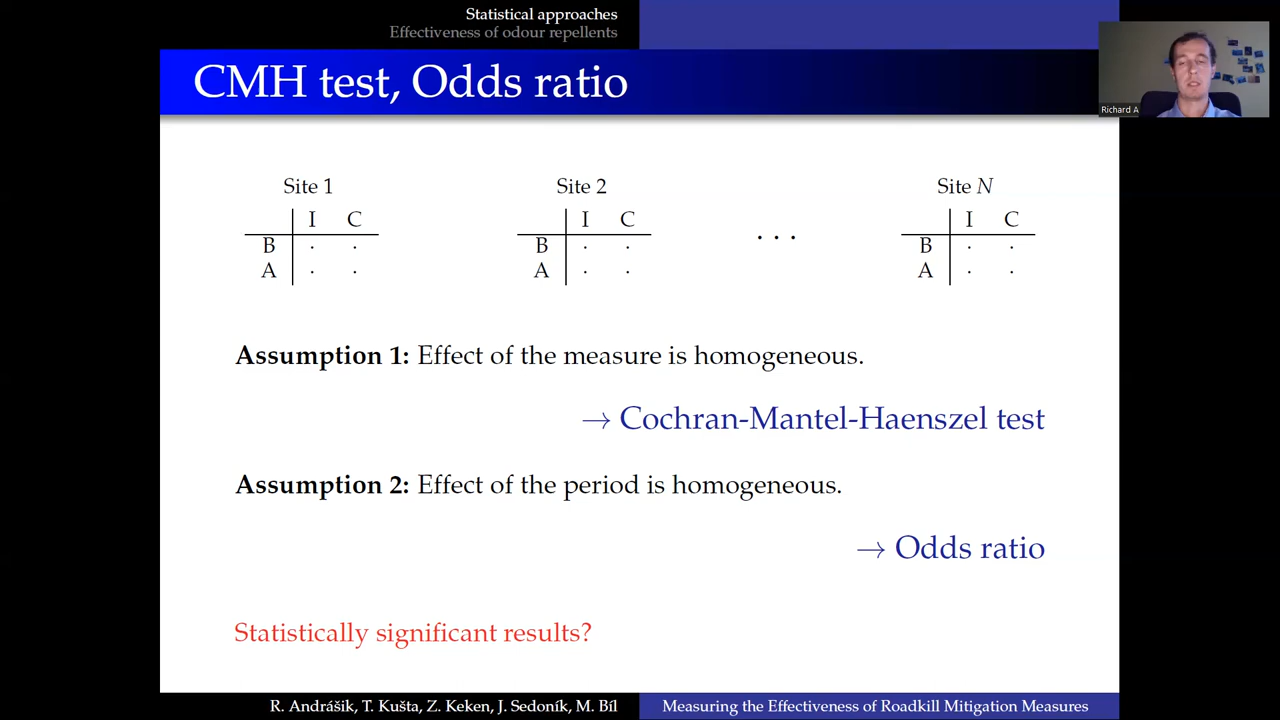 Statistical approaches
Effectiveness of odour repellents
CMH test, Odds ratio
Richard A
Site 1
Site 2
Site N
I C
I C
I C
B · ·
B · ·
· · ·
B · ·
A · ·
A · ·
A · ·
Assumption 1: Effect of the measure is homogeneous.
→ Cochran-Mantel-Haenszel test
Assumption 2: Effect of the period is homogeneous.
→ Odds ratio
Statistically significant results?
R. Andrášik, T. Kušta, Z. Keken, J. Sedoník, M. Bíl
Measuring the Effectiveness of Roadkill Mitigation Measures